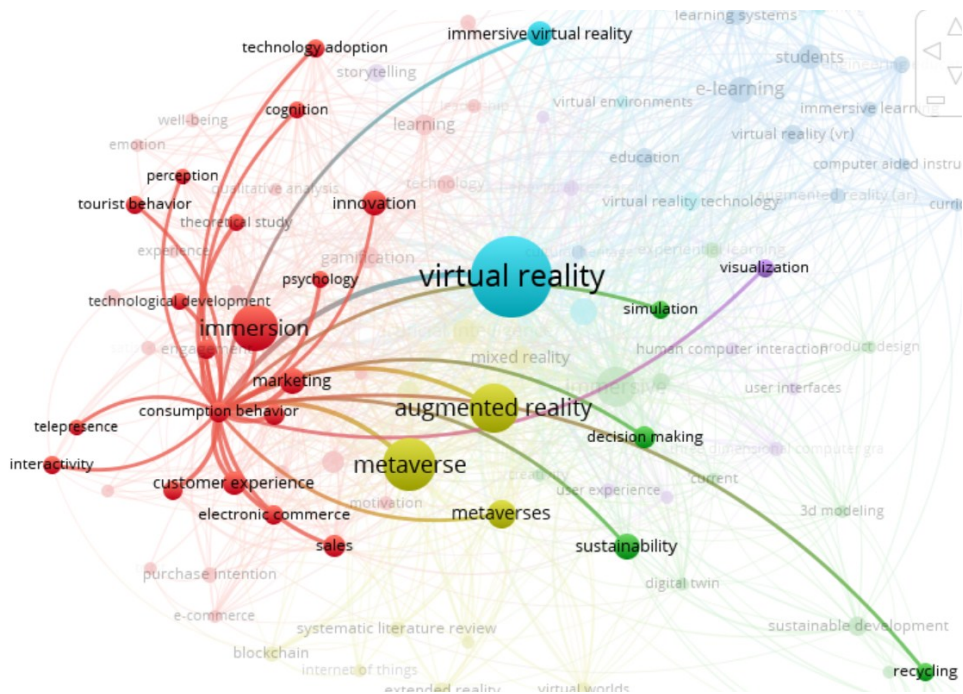 learning systems
immersive virtual reality
technology adoption
students
storytelling
e-learning
virtual environments
cognition
immersive learning
learning
well-being
virtual reality (vr)
emotion
education
computer aided instru
perception
technology
qualitative analysis
augmented reality (ar)
tourist behavior
innovation
virtual reality technology
theoretical study
experience
experiential learning
gamification
visualization
virtual reality
psychology
technological development
simulation
immersion
product design
human computer interaction
mixed reality
marketing
immersive
user interfaces
consumption behavior
augmented reality
telepresence
decision making
interactivity
metaverse
current
customer experience
user experience
motivation
3d modeling
electronic commerce
metaverses
sales
sustainability
purchase intention
digital twin
e-commerce
systematic literature review
sustainable development
blockchain
internet of things
recycling
extended reality
virtual worlds